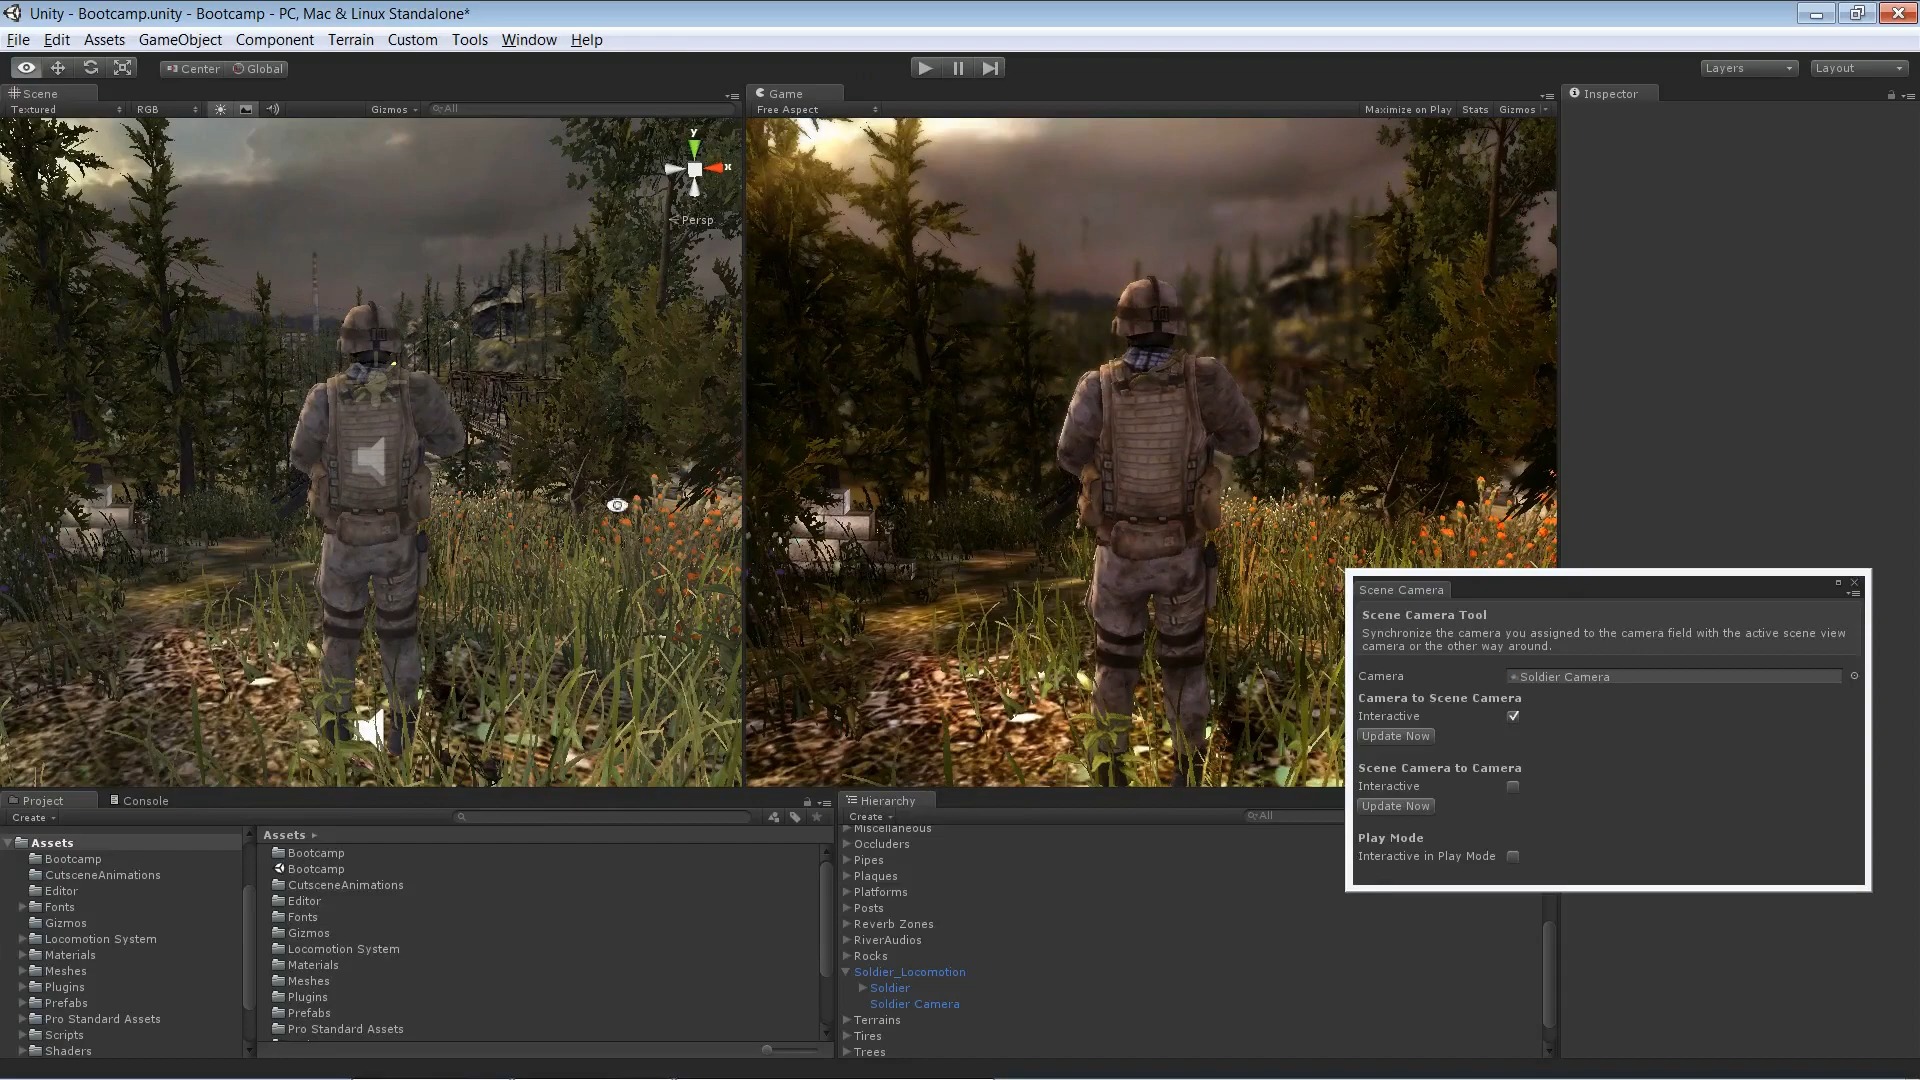 Unity - Bootcamp.unity - Bootcamp - PC, Mac & Linux Standalone*
File Edit Assets GameObject Component Terrain Custom Tools Window Help
Center Global
Layers Layout
Scene
Textured RGB Gizmos All
Game
Free Aspect Maximize on Play Stats Gizmos
Inspector
y
x
Persp
Scene Camera
Scene Camera Tool
Synchronize the camera you assigned to the camera field with the active scene view
camera or the other way around.
Camera Soldier Camera
Camera to Scene Camera
Interactive
Update Now
Scene Camera to Camera
Interactive
Update Now
Play Mode
Interactive in Play Mode
Project Console
Create
Assets
Bootcamp
CutsceneAnimations
Editor
Fonts
Gizmos
Locomotion System
Materials
Meshes
Plugins
Prefabs
Pro Standard Assets
Scripts
Shaders
Assets
Bootcamp
Bootcamp
CutsceneAnimations
Editor
Fonts
Gizmos
Locomotion System
Materials
Meshes
Plugins
Prefabs
Pro Standard Assets
Hierarchy
Create All
Miscellaneous
Occluders
Pipes
Plaques
Platforms
Posts
Reverb Zones
RiverAudios
Rocks
Soldier_Locomotion
Soldier
Soldier Camera
Terrains
Tires
Trees